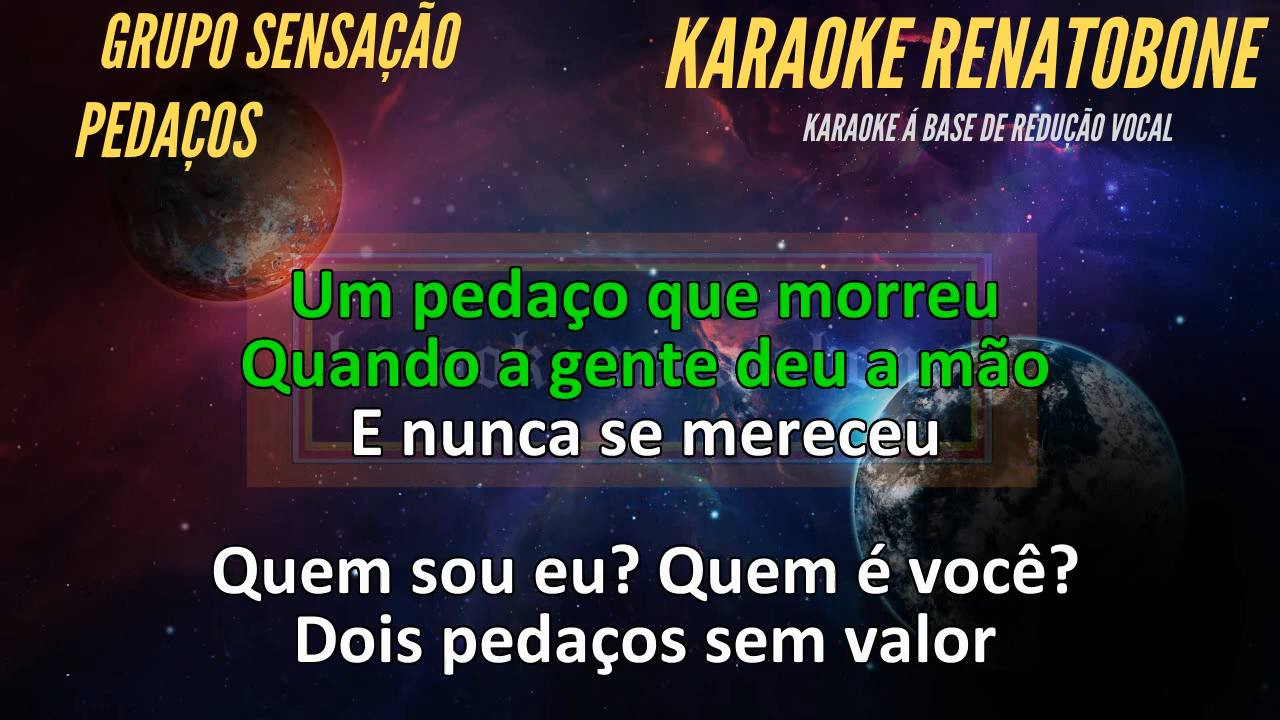 GRUPO SENSAÇÃO
PEDAÇOS
KARAOKE RENATOBONE
KARAOKE Á BASE DE REDUÇÃO VOCAL
Um pedaço que morreu
Quando a gente deu a mão
E nunca se mereceu
Quem sou eu? Quem é você?
Dois pedaços sem valor